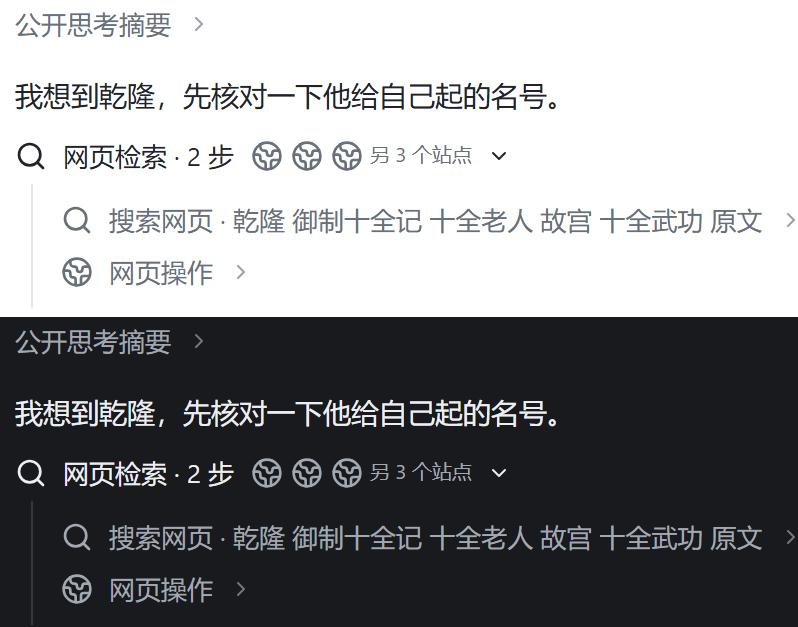 公开思考摘要
我想到乾隆，先核对一下他给自己起的名号。
网页检索 · 2 步 另 3 个站点
搜索网页 · 乾隆 御制十全记 十全老人 故宫 十全武功 原文
网页操作
公开思考摘要
我想到乾隆，先核对一下他给自己起的名号。
网页检索 · 2 步 另 3 个站点
搜索网页 · 乾隆 御制十全记 十全老人 故宫 十全武功 原文
网页操作